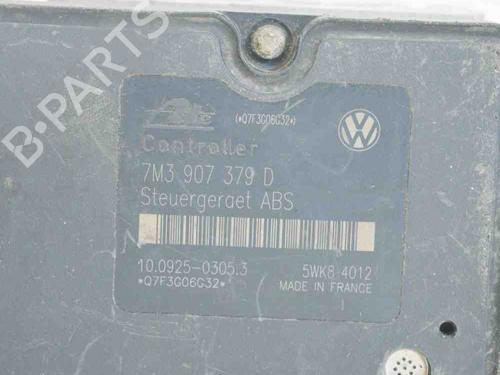 B-PARTS
(*Q7F3G06G32*)
Controller
7M3 907 379 D
Steuergeraet ABS
10.0925-0305.3 5WK8 4012
*Q7F3G06G32* MADE IN FRANCE